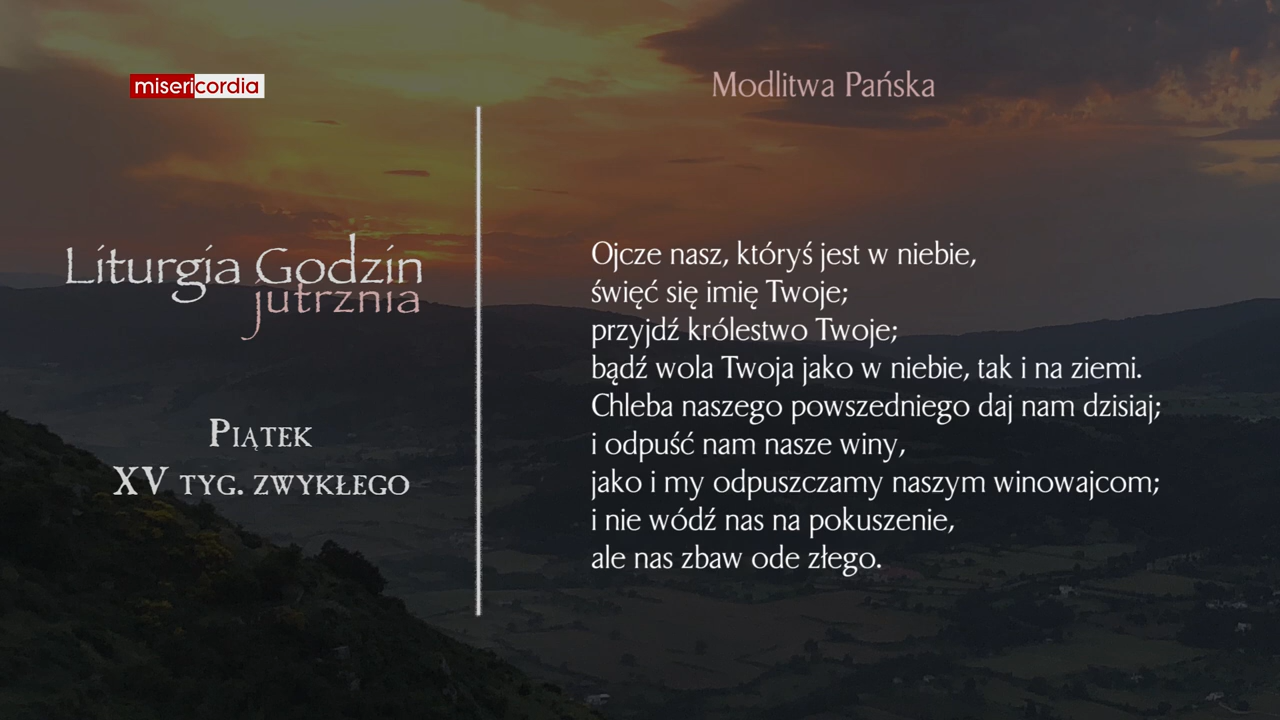 misericordia
Modlitwa Pańska
Liturgia Godzin
jutrznia
Piątek
XV tyg. zwykłego
Ojcze nasz, któryś jest w niebie,
święć się imię Twoje;
przyjdź królestwo Twoje;
bądź wola Twoja jako w niebie, tak i na ziemi.
Chleba naszego powszedniego daj nam dzisiaj;
i odpuść nam nasze winy,
jako i my odpuszczamy naszym winowajcom;
i nie wódź nas na pokuszenie,
ale nas zbaw ode złego.